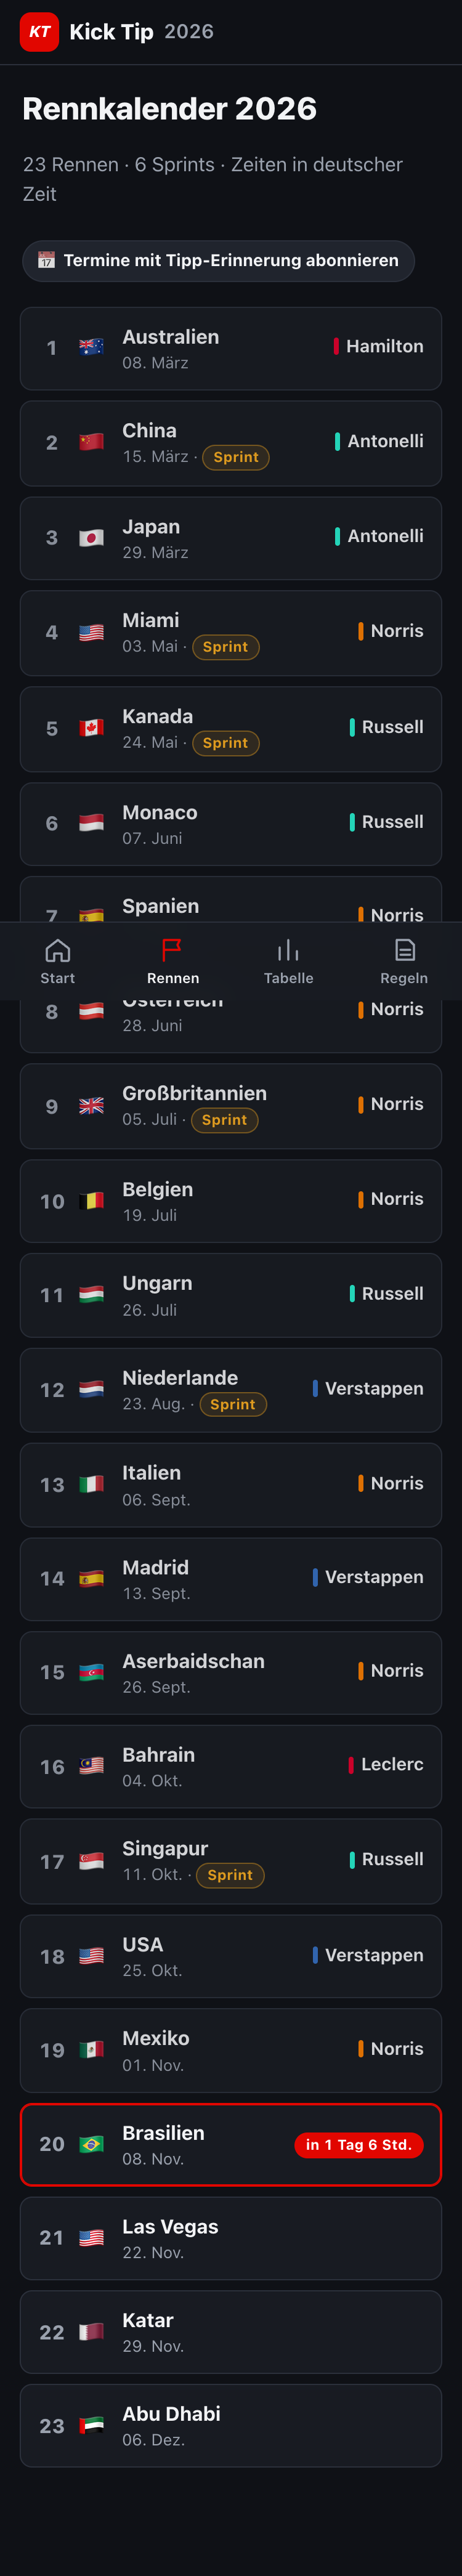 KT Kick Tip 2026
Rennkalender 2026
23 Rennen · 6 Sprints · Zeiten in deutscher
Zeit
17 Termine mit Tipp-Erinnerung abonnieren
1 Australien Hamilton
08. März
2 China Antonelli
15. März · Sprint
3 Japan Antonelli
29. März
4 Miami Norris
03. Mai · Sprint
5 Kanada Russell
24. Mai · Sprint
6 Monaco Russell
07. Juni
7 Spanien Norris
Start Rennen Tabelle Regeln
8 Österreich Norris
28. Juni
9 Großbritannien Norris
05. Juli · Sprint
10 Belgien Norris
19. Juli
11 Ungarn Russell
26. Juli
12 Niederlande Verstappen
23. Aug. · Sprint
13 Italien Norris
06. Sept.
14 Madrid Verstappen
13. Sept.
15 Aserbaidschan Norris
26. Sept.
16 Bahrain Leclerc
04. Okt.
17 Singapur Russell
11. Okt. · Sprint
18 USA Verstappen
25. Okt.
19 Mexiko Norris
01. Nov.
20 Brasilien in 1 Tag 6 Std.
08. Nov.
21 Las Vegas
22. Nov.
22 Katar
29. Nov.
23 Abu Dhabi
06. Dez.